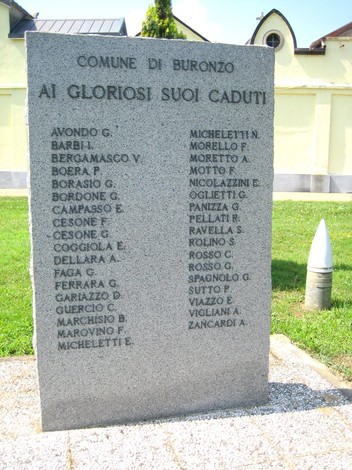 COMUNE DI BURONZO
AI GLORIOSI SUOI CADUTI
AVONDO G.
BARBI L.
BERGAMASCO V.
BOERA P.
BORASIO G.
BORDONE G.
CAMPASSO E.
CESONE F.
CESONE G.
COGGIOLA E.
DELLARA A.
FAGA G.
FERRARA G.
GARIAZZO D.
GUERCIO C.
MARCHISIO B.
MAROVINO F.
MICHELETTI E.
MICHELETTI N.
MORELLO F.
MORETTO A.
MOTTO F.
NICOLAZZINI E.
OGLIETTI G.
PANIZZA G.
PELLATI R.
RAVELLA S.
ROLINO S.
ROSSO C.
ROSSO G.
SPAGNOLO G.
SUTTO P.
VIAZZO E.
VIGLIANI A.
ZANCARDI A.